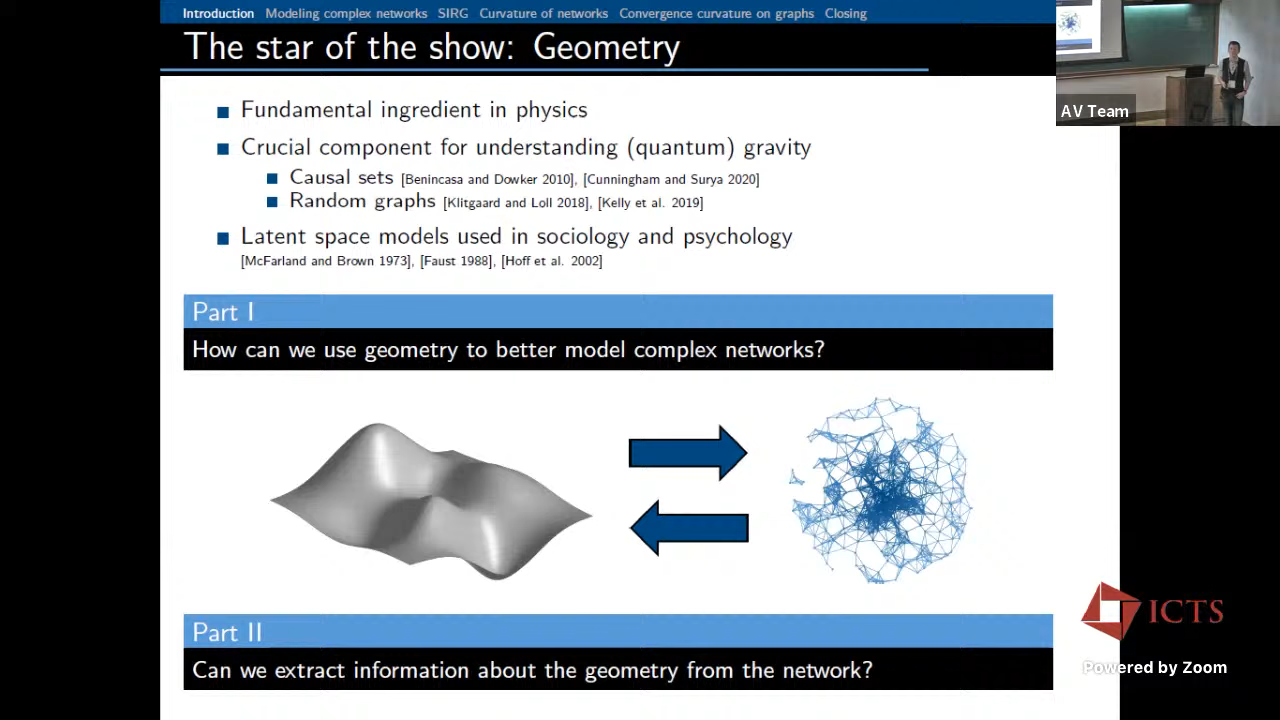 Introduction Modeling complex networks SIRG Curvature of networks Convergence curvature on graphs Closing
The star of the show: Geometry
AV Team
Fundamental ingredient in physics
Crucial component for understanding (quantum) gravity
Causal sets [Benincasa and Dowker 2010], [Cunningham and Surya 2020]
Random graphs [Klitgaard and Loll 2018], [Kelly et al. 2019]
Latent space models used in sociology and psychology
[McFarland and Brown 1973], [Faust 1988], [Hoff et al. 2002]
Part I
How can we use geometry to better model complex networks?
Part II
Can we extract information about the geometry from the network?
ICTS
Powered by Zoom